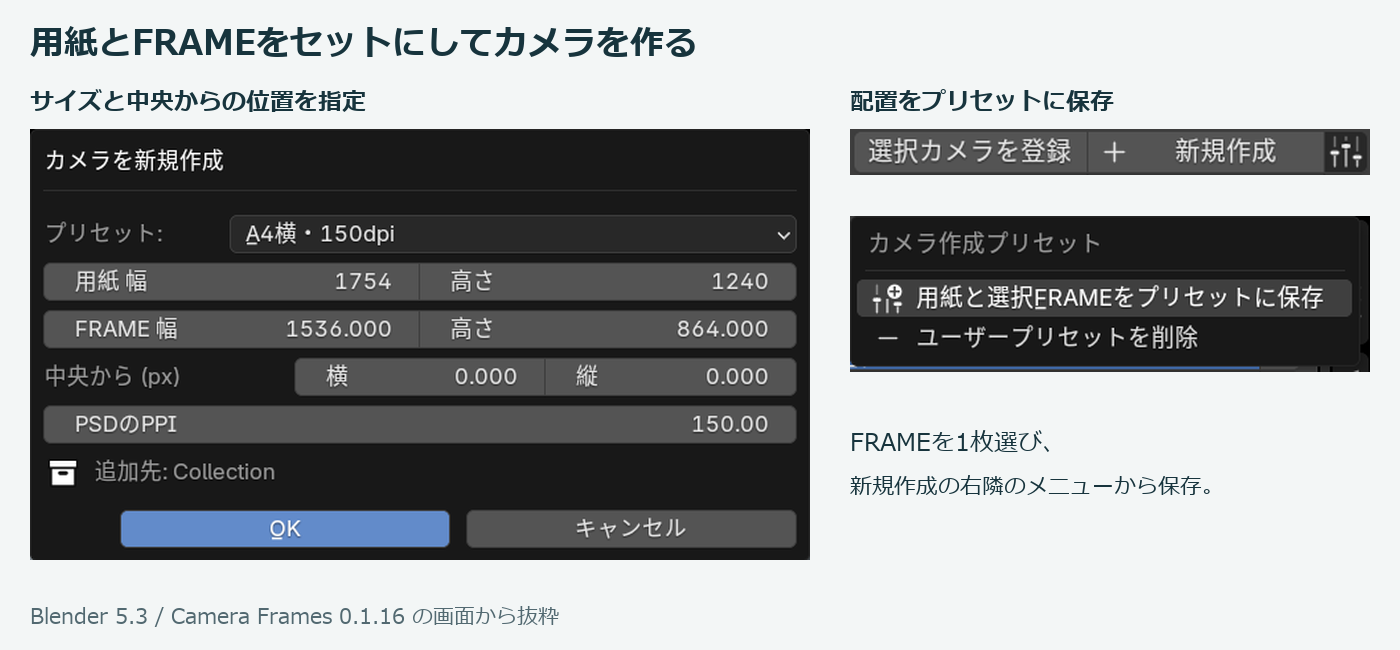 用紙とFRAMEをセットにしてカメラを作る
サイズと中央からの位置を指定
カメラを新規作成
プリセット: A4横・150dpi
用紙 幅 1754 高さ 1240
FRAME 幅 1536.000 高さ 864.000
中央から (px) 横 0.000 縦 0.000
PSDのPPI 150.00
追加先: Collection
OK キャンセル
配置をプリセットに保存
選択カメラを登録 + 新規作成
カメラ作成プリセット
用紙と選択FRAMEをプリセットに保存
ユーザープリセットを削除
FRAMEを1枚選び、
新規作成の右隣のメニューから保存。
Blender 5.3 / Camera Frames 0.1.16 の画面から抜粋